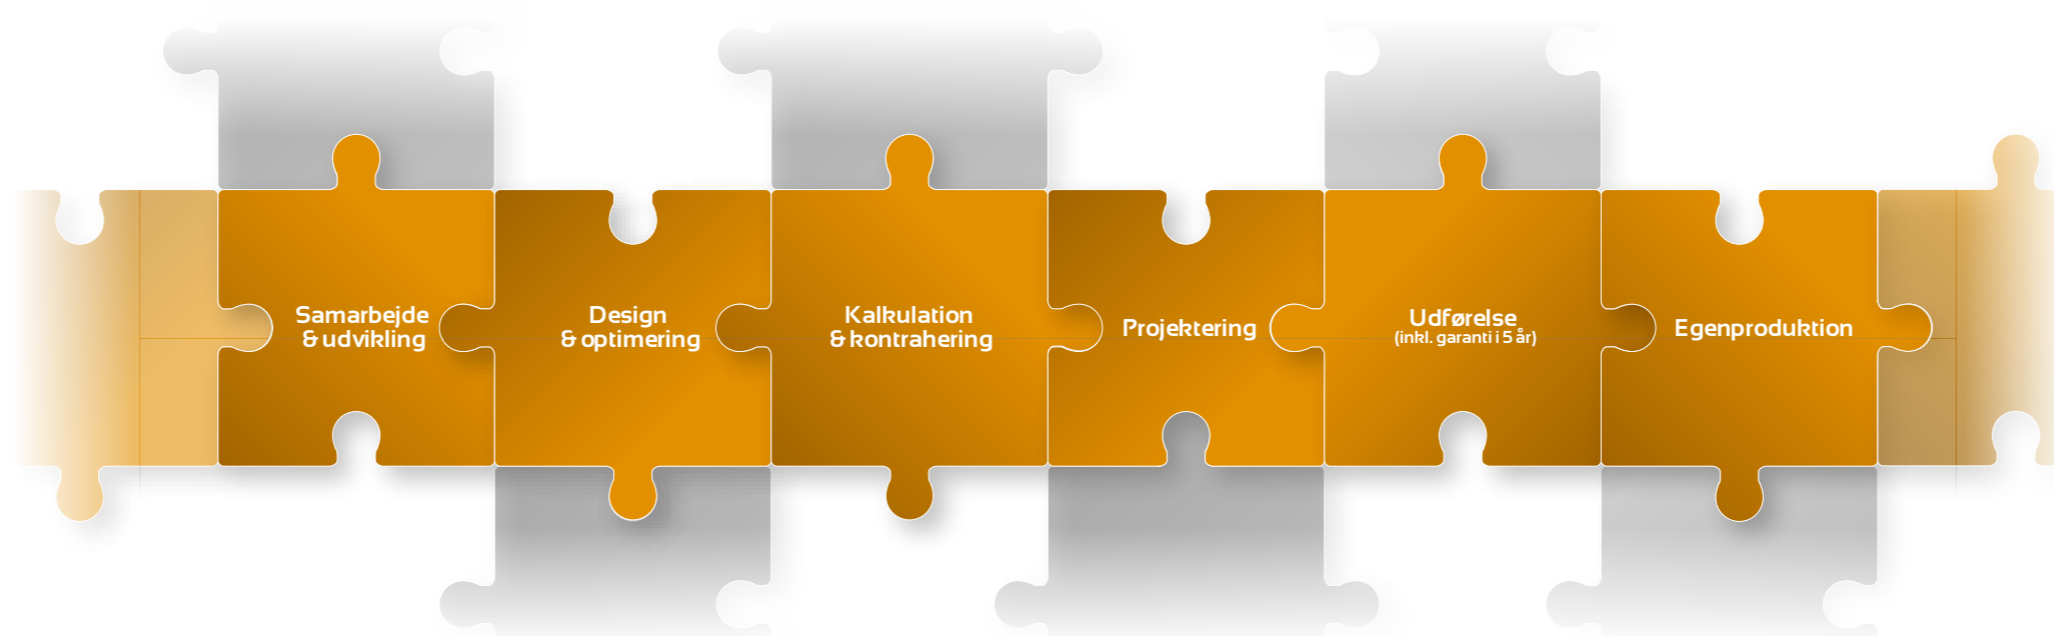 Samarbejde
& udvikling
Design
& optimering
Kalkulation
& kontrahering
Projektering
Udførelse
(inkl. garanti i 5 år)
Egenproduktion